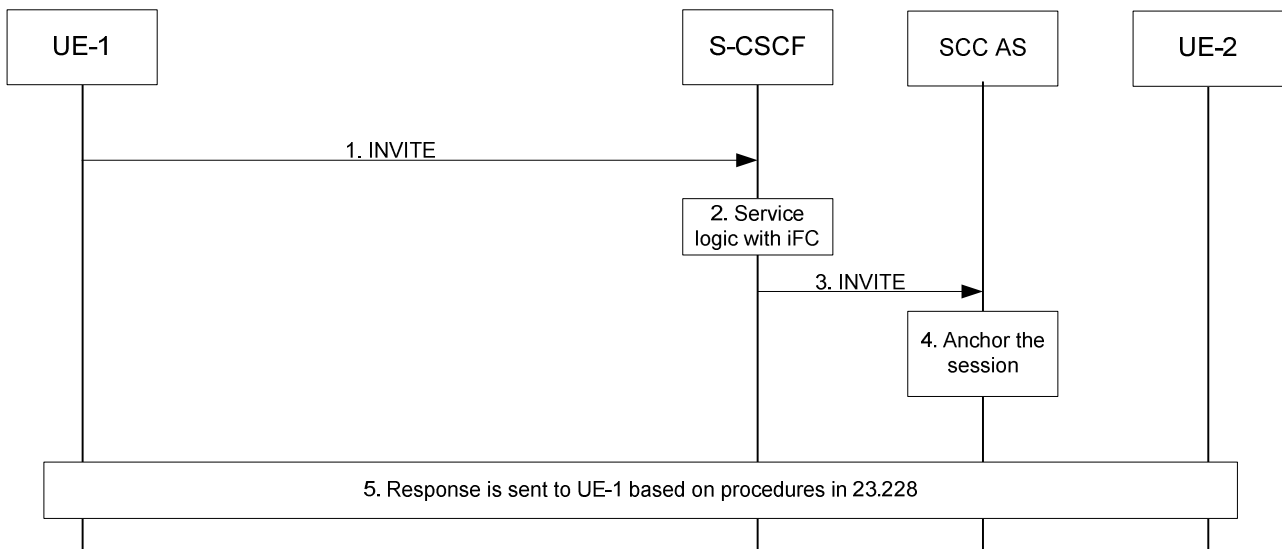 UE-1
S-CSCF
SCC AS
UE-2
1. INVITE
2. Service
logic with iFC
3. INVITE
4. Anchor the
session
5. Response is sent to UE-1 based on procedures in 23.228